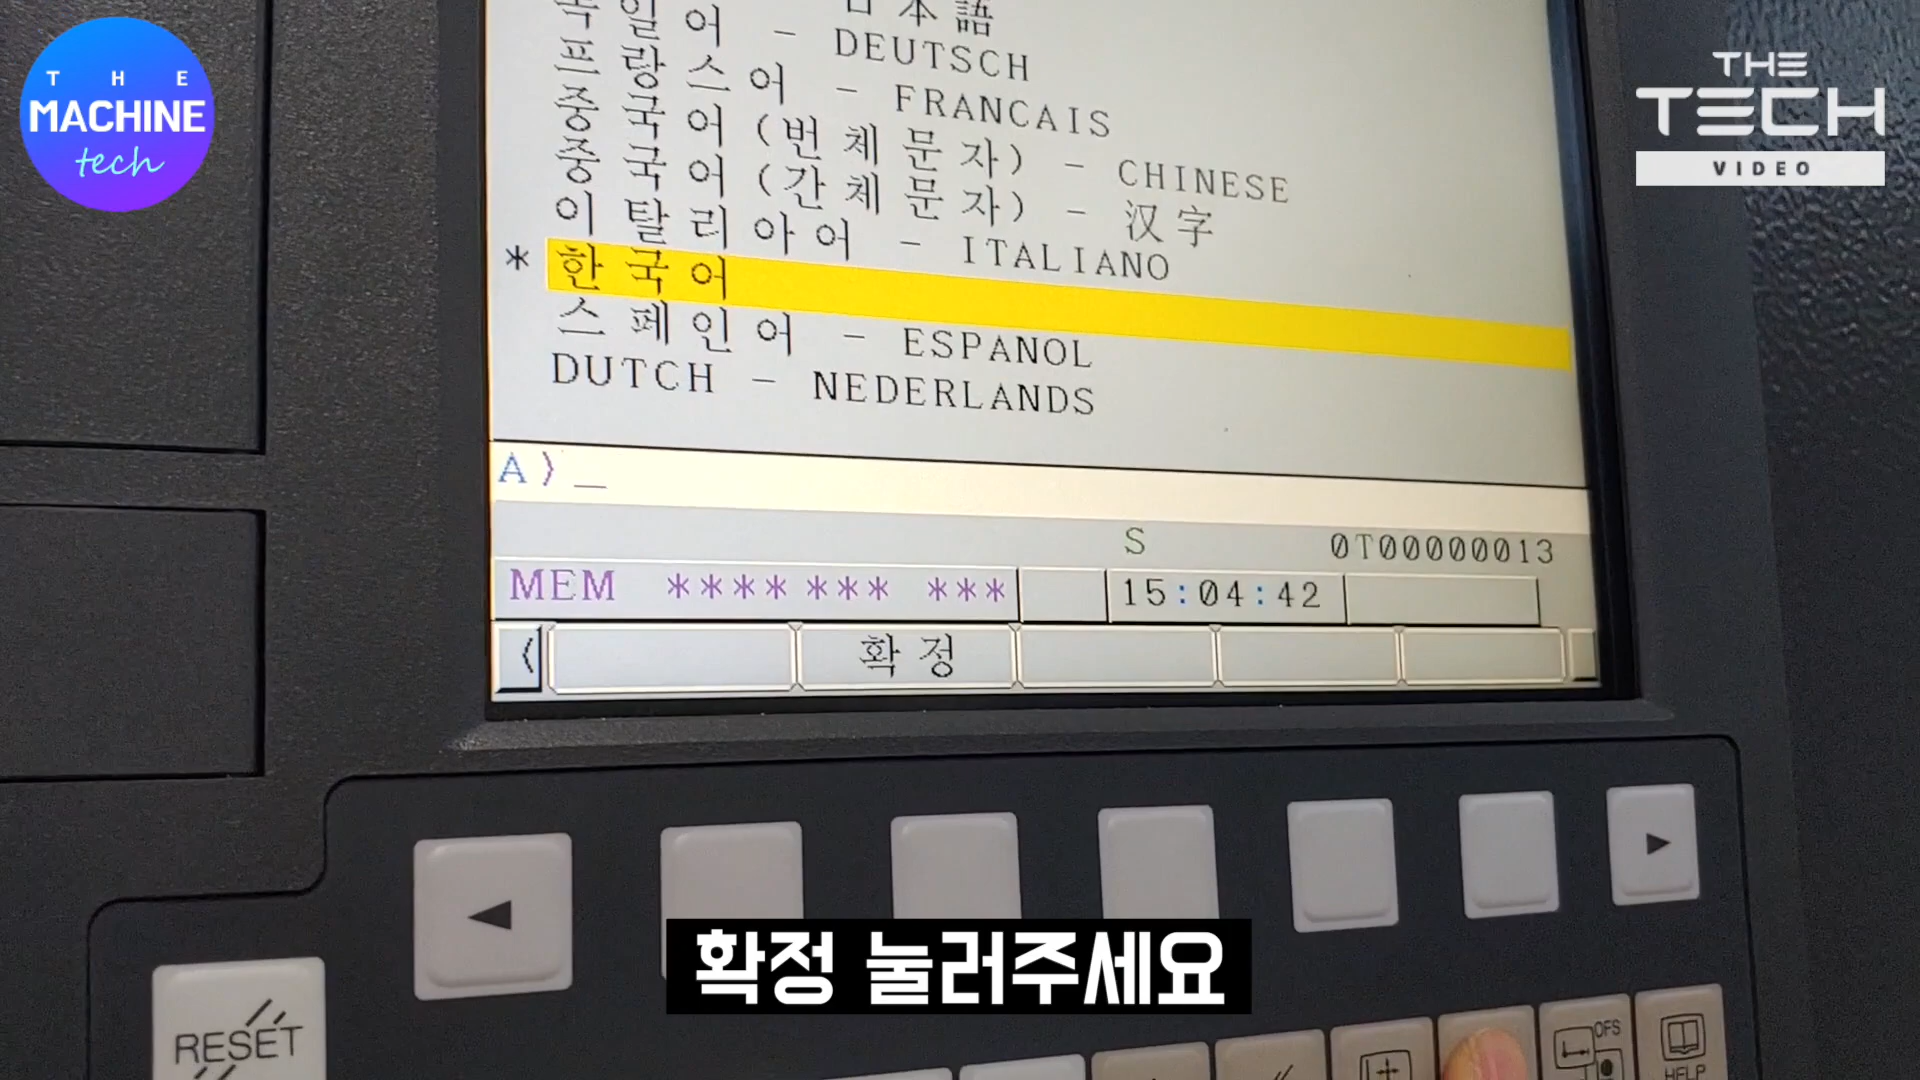 THE
MACHINE
tech
THE
TECH
VIDEO
日本語
독일어 - DEUTSCH
프랑스어 - FRANCAIS
중국어(번체문자) - CHINESE
중국어(간체문자) - 汉字
이탈리아어 - ITALIANO
* 한국어
스페인어 - ESPANOL
DUTCH - NEDERLANDS
A)_
S 0T00000013
MEM **** *** *** 15:04:42
( 확정
확정 눌러주세요
RESET
OFS
HELP